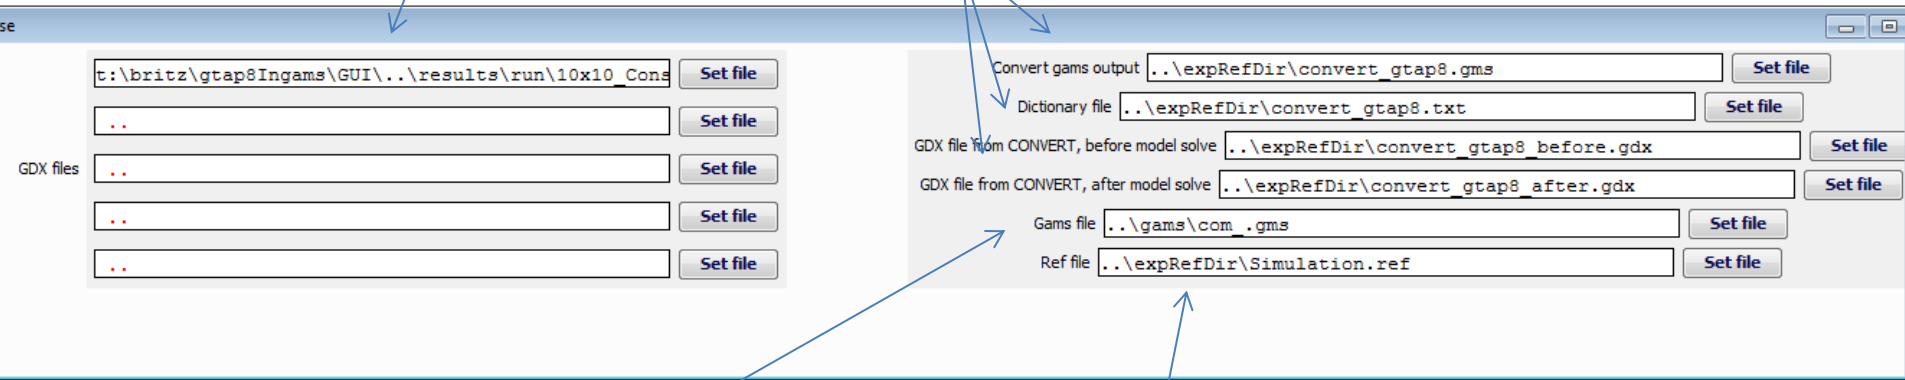 se
t:\britz\gtap8Ingams\GUI\..\results\run\10x10_Cons Set file
.. Set file
GDX files .. Set file
.. Set file
.. Set file
Convert gams output ..\expRefDir\convert_gtap8.gms Set file
Dictionary file ..\expRefDir\convert_gtap8.txt Set file
GDX file from CONVERT, before model solve ..\expRefDir\convert_gtap8_before.gdx Set file
GDX file from CONVERT, after model solve ..\expRefDir\convert_gtap8_after.gdx Set file
Gams file ..\gams\com_.gms Set file
Ref file ..\expRefDir\Simulation.ref Set file